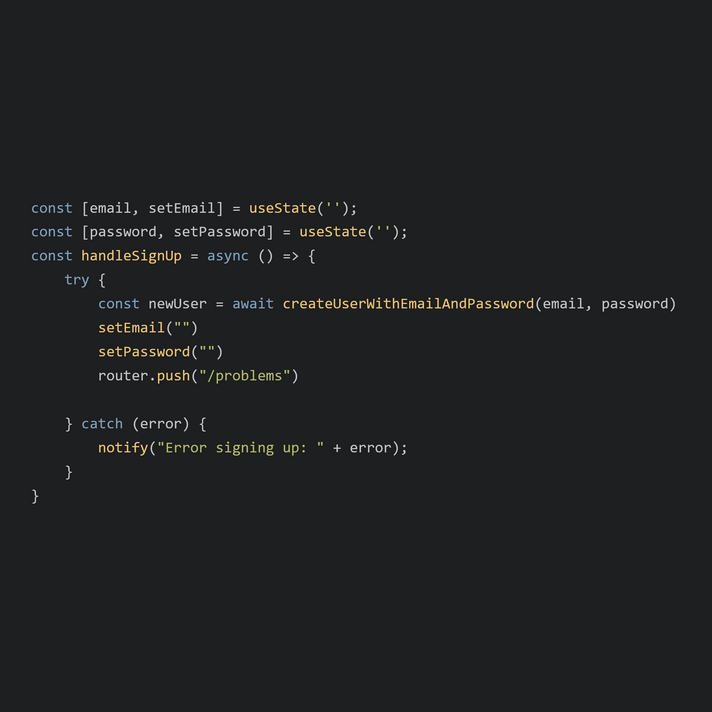 const [email, setEmail] = useState('');
const [password, setPassword] = useState('');
const handleSignUp = async () => {
    try {
        const newUser = await createUserWithEmailAndPassword(email, password)
        setEmail("")
        setPassword("")
        router.push("/problems")

    } catch (error) {
        notify("Error signing up: " + error);
    }
}